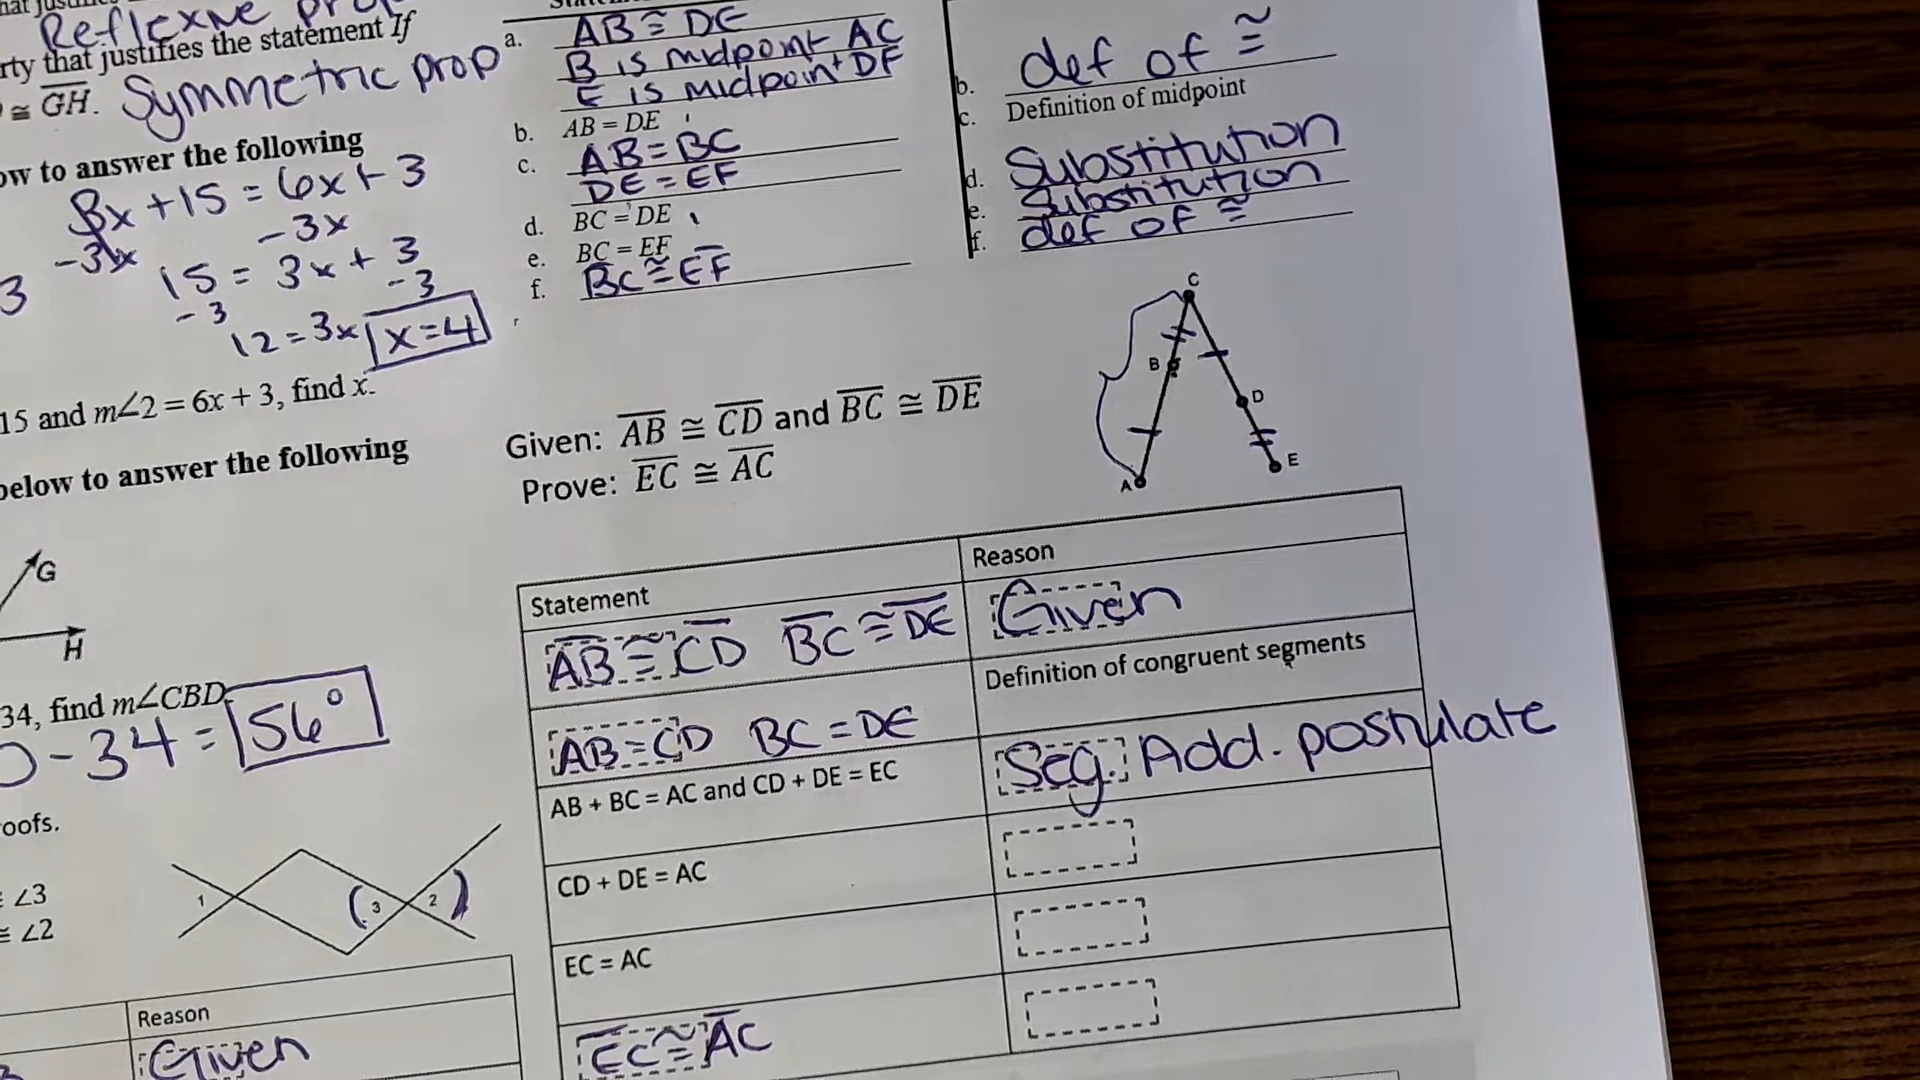 Reflexive
rty that justifies the statement If
≅ GH. Symmetric prop
ow to answer the following
3x + 15 = 6x + 3
-3x -3x
15 = 3x + 3
-3 -3
12 = 3x x = 4
15 and m∠2 = 6x + 3, find x.
below to answer the following
G
H
34, find m∠CBD.
0 - 34 = 56°
oofs.
∠3
≅ ∠2
1
3
2
Reason
Given
a. AB ≅ DE
B is midpoint AC
E is midpoint DF
b. AB = DE
c. AB = BC
DE = EF
d. BC = DE
e. BC = EF
f. BC ≅ EF
b. def of ≅
c. Definition of midpoint
d. Substitution
e. Substitution
f. def of ≅
Given: AB ≅ CD and BC ≅ DE
Prove: EC ≅ AC
C
B
D
A
E
Statement Reason
AB ≅ CD BC ≅ DE Given
AB = CD BC = DE Definition of congruent segments
AB + BC = AC and CD + DE = EC Seg. Add. postulate
CD + DE = AC
EC = AC
EC ≅ AC